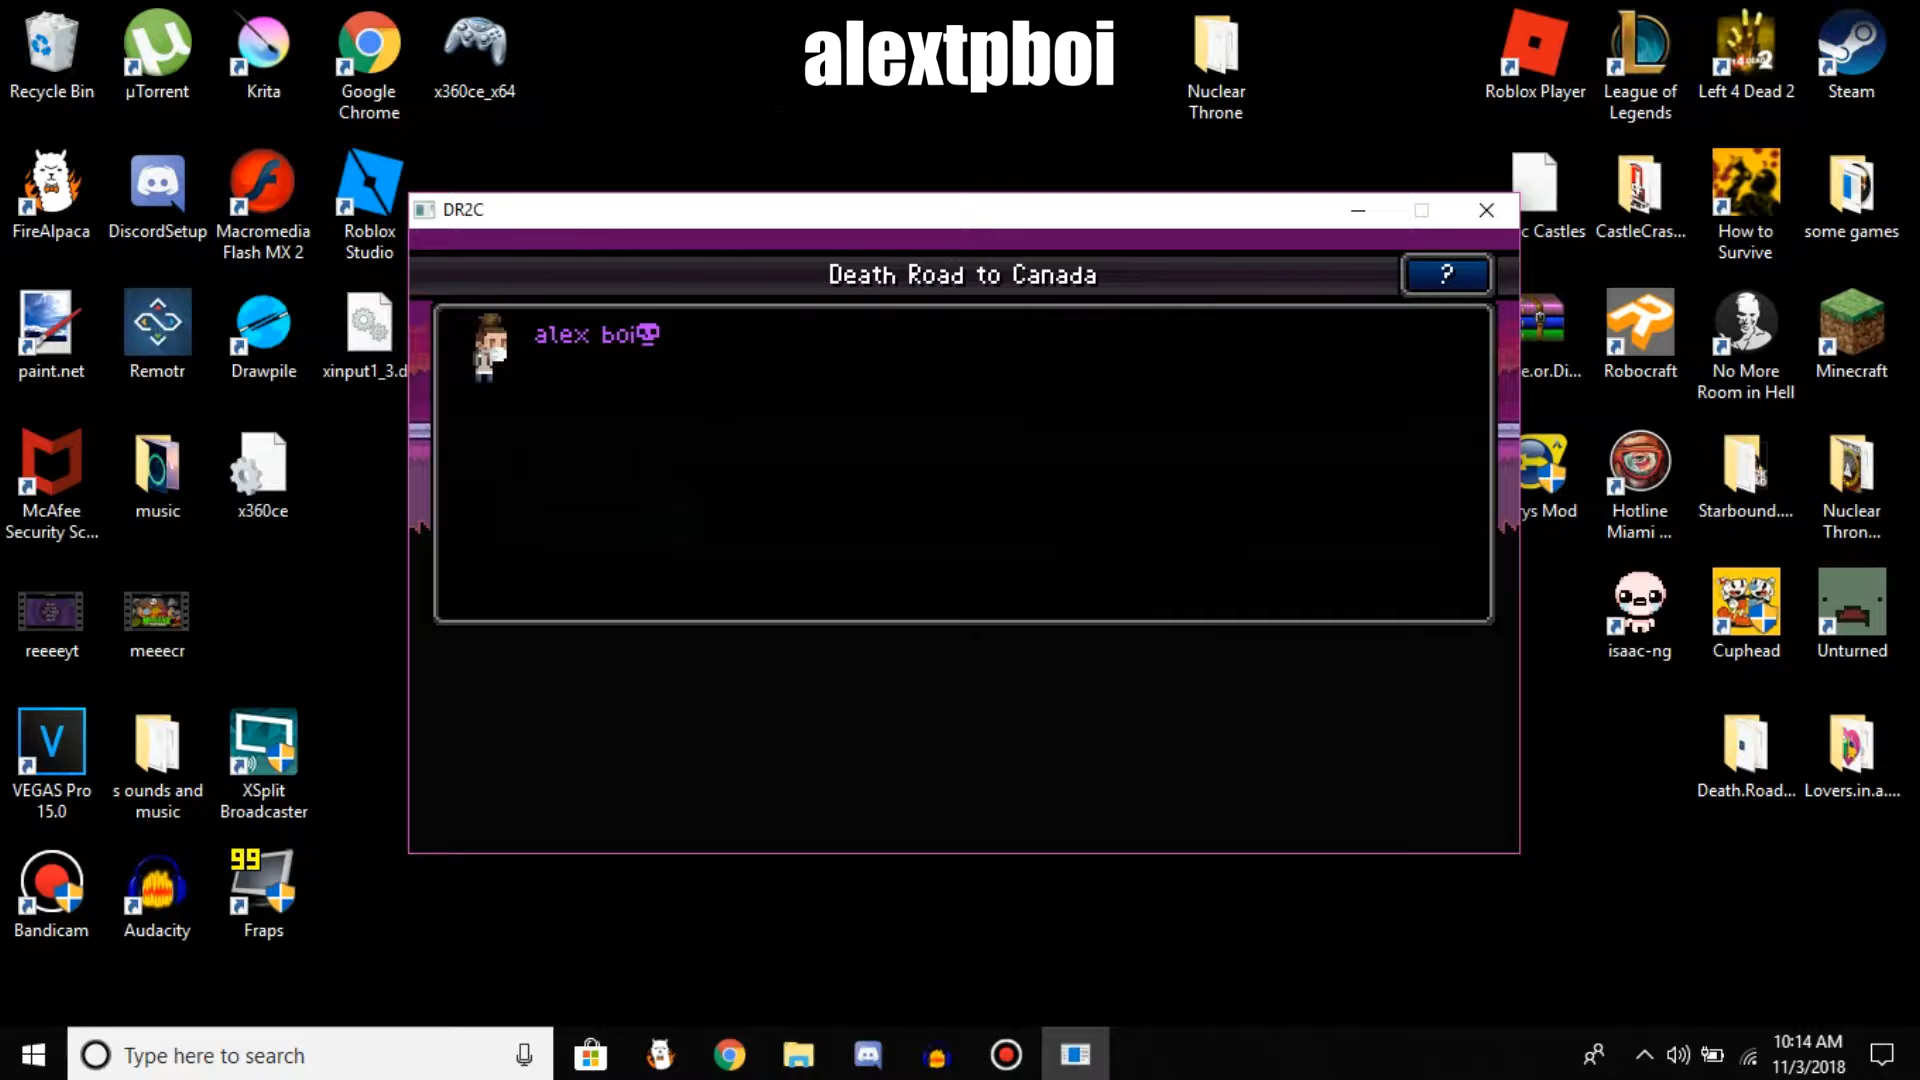 alextpboi
Recycle Bin
µTorrent
Krita
Google
Chrome
x360ce_x64
Nuclear
Throne
Roblox Player
League of
Legends
Left 4 Dead 2
Steam
FireAlpaca
DiscordSetup
Macromedia
Flash MX 2
Roblox
Studio
c Castles
CastleCras...
How to
Survive
some games
DR2C
Death Road to Canada
?
alex boi
paint.net
Remotr
Drawpile
xinput1_3.d
e.or.Di...
Robocraft
No More
Room in Hell
Minecraft
McAfee
Security Sc...
music
x360ce
ys Mod
Hotline
Miami ...
Starbound....
Nuclear
Thron...
reeeeyt
meeecr
isaac-ng
Cuphead
Unturned
VEGAS Pro
15.0
s ounds and
music
XSplit
Broadcaster
Death.Road...
Lovers.in.a....
99
Bandicam
Audacity
Fraps
Type here to search
10:14 AM
11/3/2018